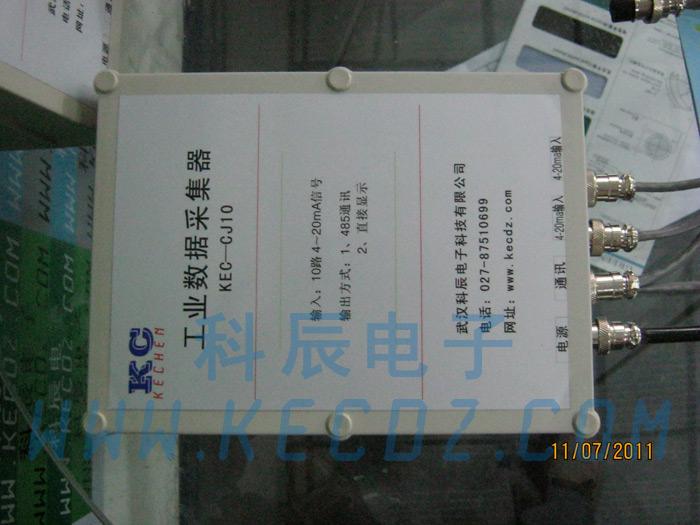 KC
KECHEN
工业数据采集器
KEC—CJ10
输入：10路 4~20mA信号
输出方式：1、485通讯
2、直接显示
武汉科辰电子科技有限公司
电话：027-87510699
网址：www.kecdz.com
电源
通讯
4-20ma输入
4-20ma输入
科辰电子
WWW.KECDZ.COM
11/07/2011